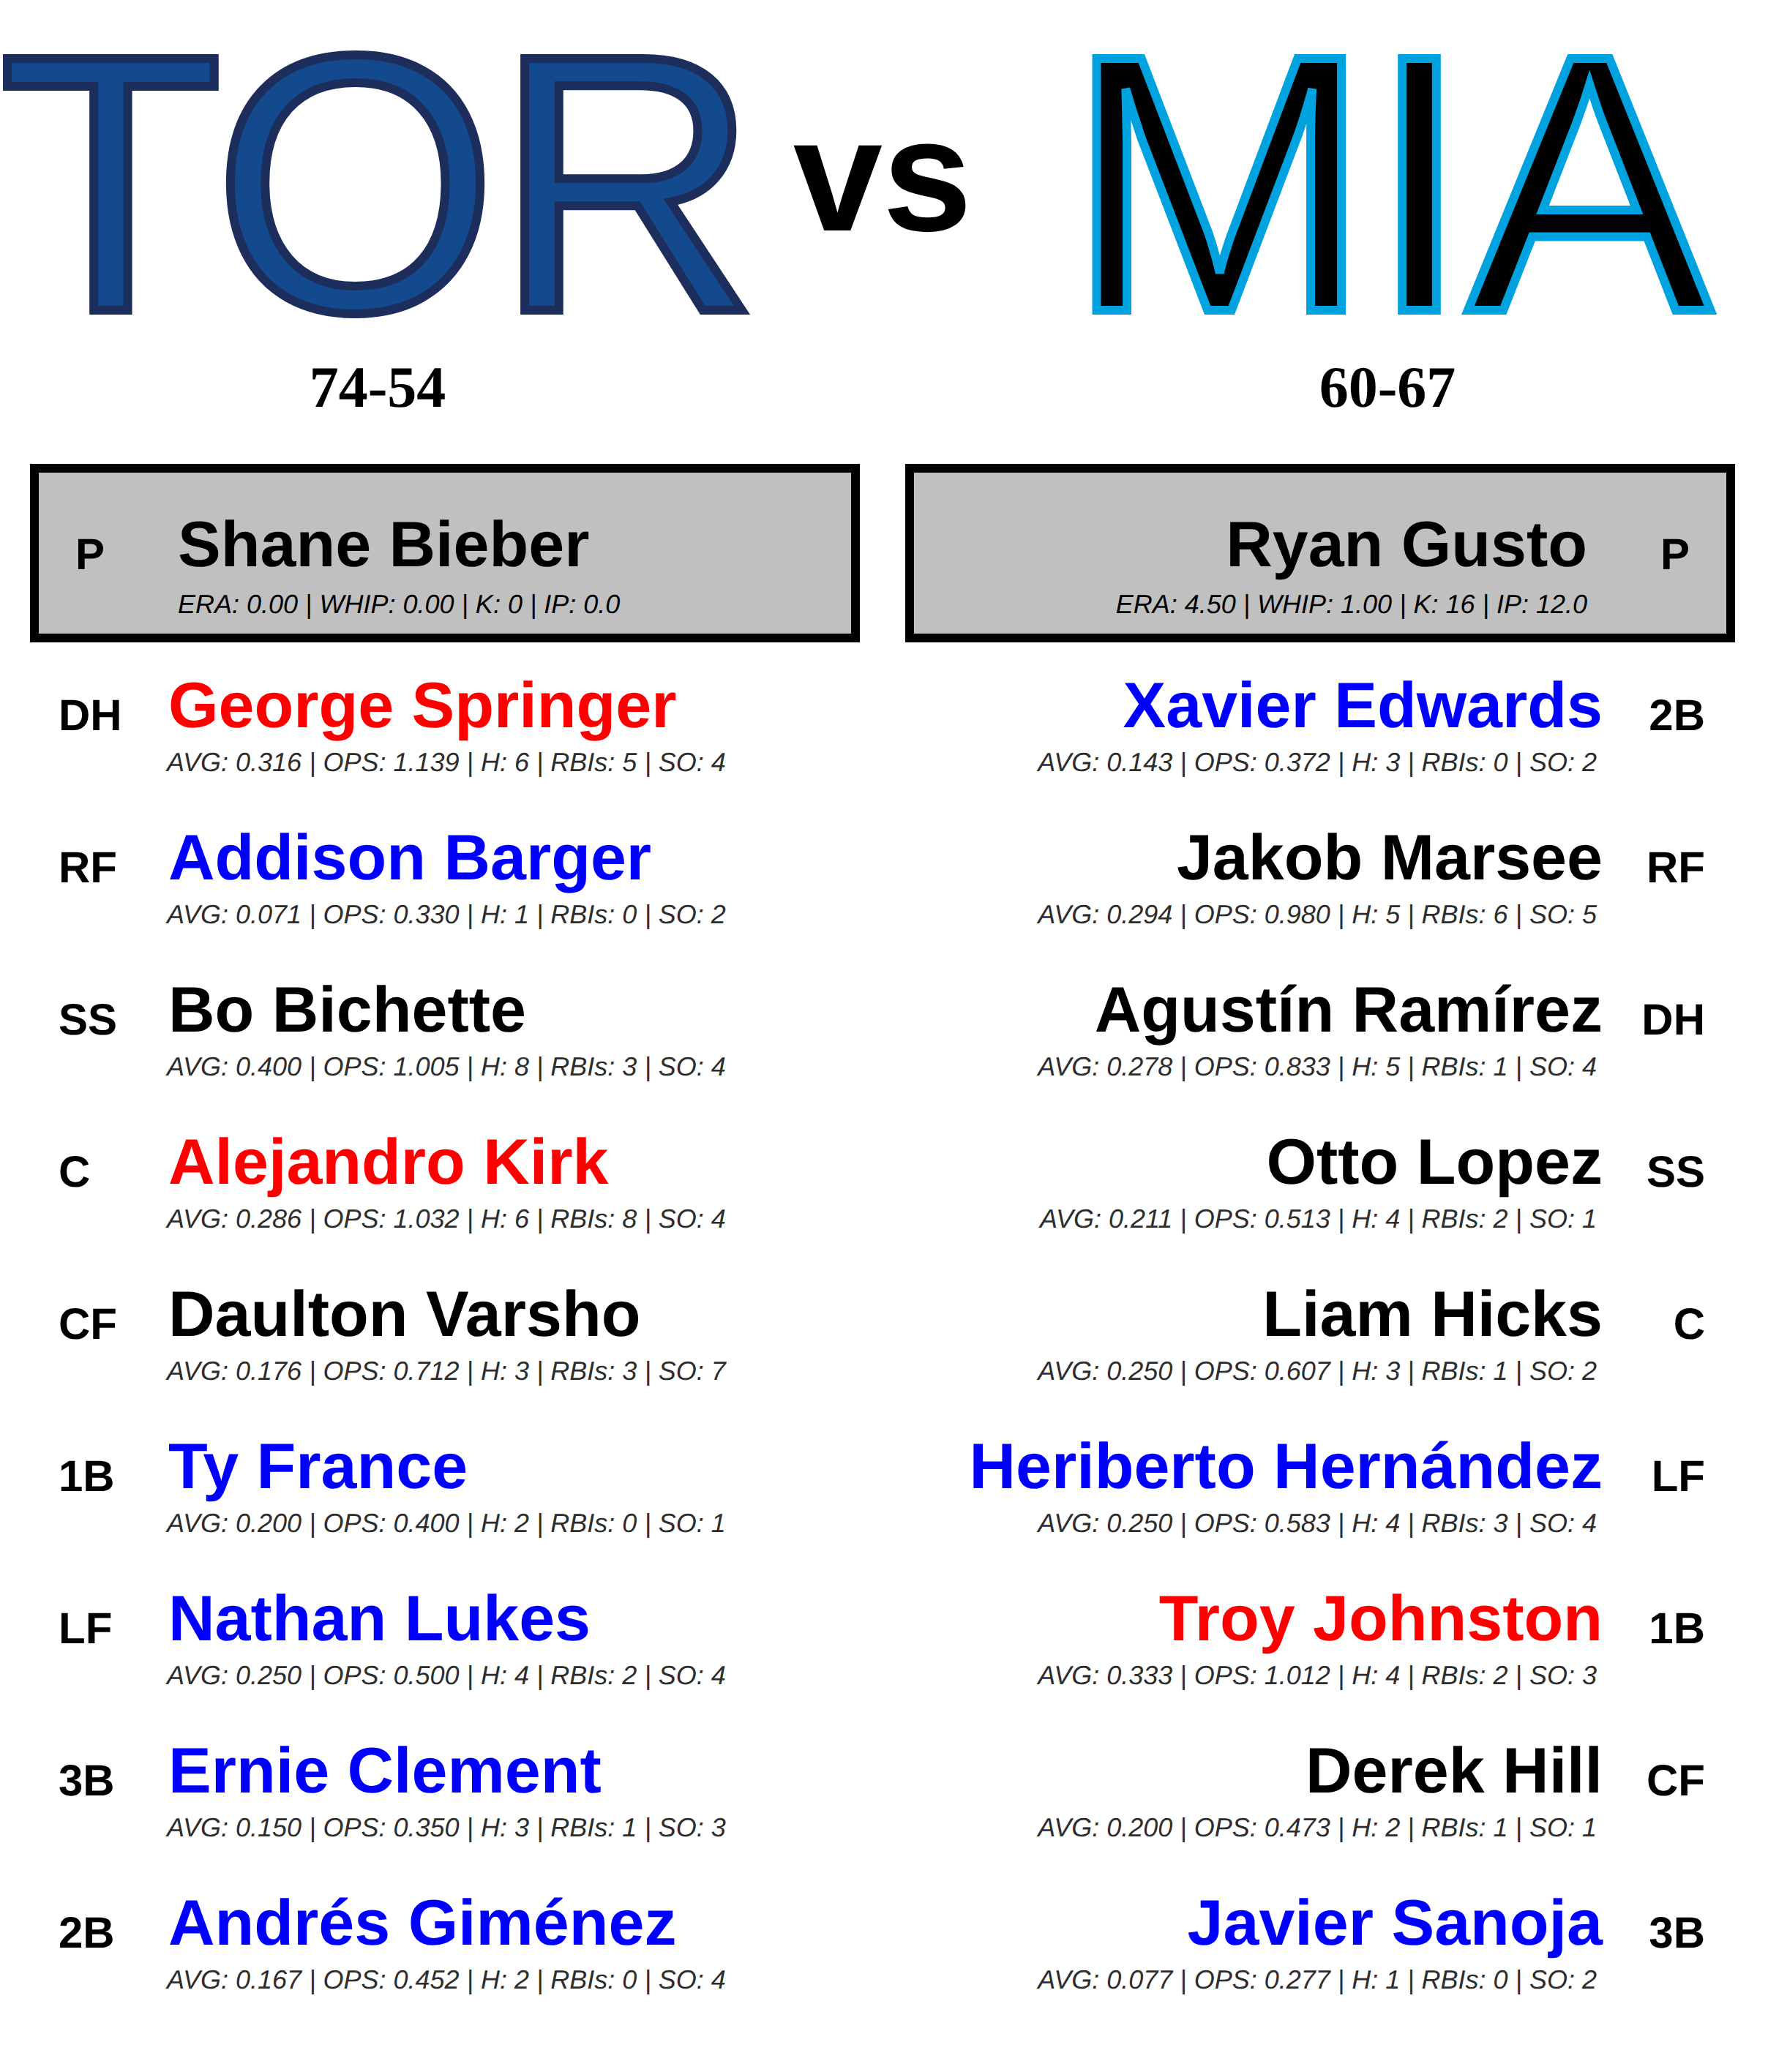 TOR vs MIA
74-54 60-67
P Shane Bieber
ERA: 0.00 | WHIP: 0.00 | K: 0 | IP: 0.0
Ryan Gusto P
ERA: 4.50 | WHIP: 1.00 | K: 16 | IP: 12.0
DH George Springer
AVG: 0.316 | OPS: 1.139 | H: 6 | RBIs: 5 | SO: 4
RF Addison Barger
AVG: 0.071 | OPS: 0.330 | H: 1 | RBIs: 0 | SO: 2
SS Bo Bichette
AVG: 0.400 | OPS: 1.005 | H: 8 | RBIs: 3 | SO: 4
C Alejandro Kirk
AVG: 0.286 | OPS: 1.032 | H: 6 | RBIs: 8 | SO: 4
CF Daulton Varsho
AVG: 0.176 | OPS: 0.712 | H: 3 | RBIs: 3 | SO: 7
1B Ty France
AVG: 0.200 | OPS: 0.400 | H: 2 | RBIs: 0 | SO: 1
LF Nathan Lukes
AVG: 0.250 | OPS: 0.500 | H: 4 | RBIs: 2 | SO: 4
3B Ernie Clement
AVG: 0.150 | OPS: 0.350 | H: 3 | RBIs: 1 | SO: 3
2B Andrés Giménez
AVG: 0.167 | OPS: 0.452 | H: 2 | RBIs: 0 | SO: 4
Xavier Edwards 2B
AVG: 0.143 | OPS: 0.372 | H: 3 | RBIs: 0 | SO: 2
Jakob Marsee RF
AVG: 0.294 | OPS: 0.980 | H: 5 | RBIs: 6 | SO: 5
Agustín Ramírez DH
AVG: 0.278 | OPS: 0.833 | H: 5 | RBIs: 1 | SO: 4
Otto Lopez SS
AVG: 0.211 | OPS: 0.513 | H: 4 | RBIs: 2 | SO: 1
Liam Hicks C
AVG: 0.250 | OPS: 0.607 | H: 3 | RBIs: 1 | SO: 2
Heriberto Hernández LF
AVG: 0.250 | OPS: 0.583 | H: 4 | RBIs: 3 | SO: 4
Troy Johnston 1B
AVG: 0.333 | OPS: 1.012 | H: 4 | RBIs: 2 | SO: 3
Derek Hill CF
AVG: 0.200 | OPS: 0.473 | H: 2 | RBIs: 1 | SO: 1
Javier Sanoja 3B
AVG: 0.077 | OPS: 0.277 | H: 1 | RBIs: 0 | SO: 2